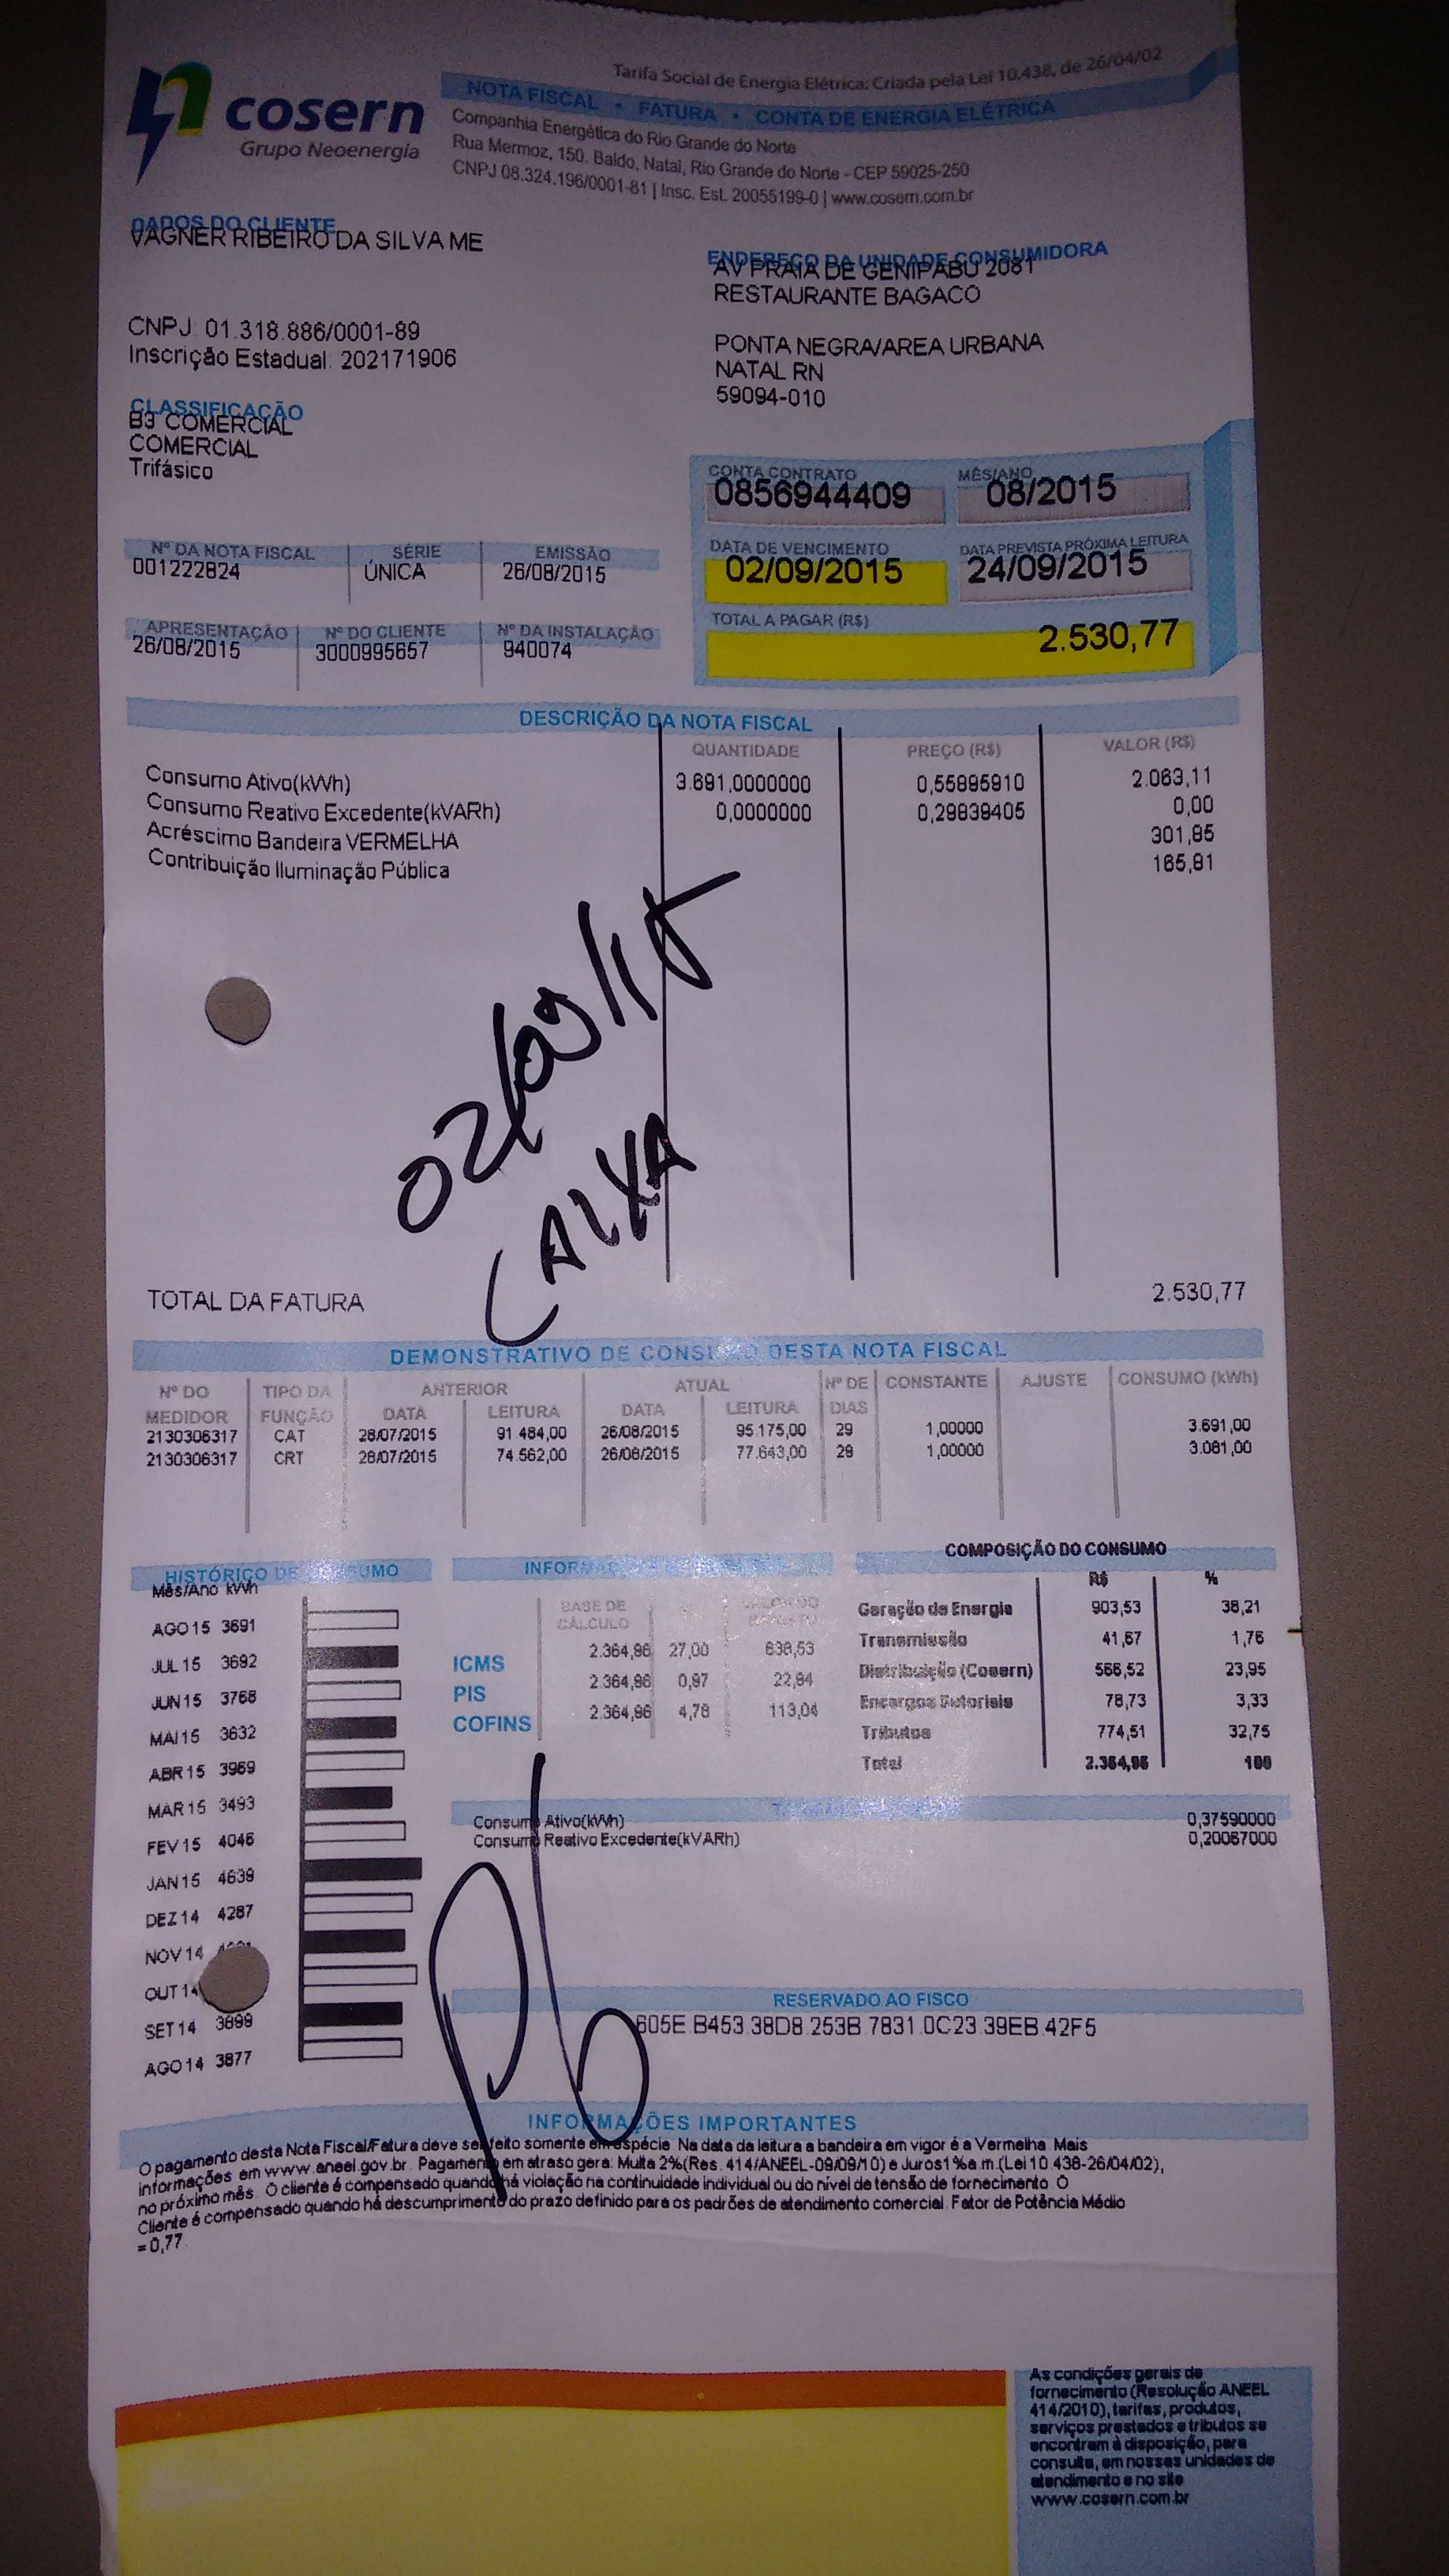 Tarifa Social de Energia Elétrica: Criada pela Lei 10.438, de 26/04/02
NOTA FISCAL • FATURA • CONTA DE ENERGIA ELÉTRICA
cosern
Grupo Neoenergia
Companhia Energética do Rio Grande do Norte
Rua Mermoz, 150. Baldo, Natal, Rio Grande do Norte - CEP 59025-250
CNPJ 08.324.196/0001-81 | Insc. Est. 20055199-0 | www.cosern.com.br
DADOS DO CLIENTE
VAGNER RIBEIRO DA SILVA ME
CNPJ: 01.318.886/0001-89
Inscrição Estadual: 202171906
ENDEREÇO DA UNIDADE CONSUMIDORA
AV PRAIA DE GENIPABU 2081
RESTAURANTE BAGACO
PONTA NEGRA/AREA URBANA
NATAL RN
59094-010
CLASSIFICAÇÃO
B3 COMERCIAL
COMERCIAL
Trifásico
CONTA CONTRATO MÊS/ANO
0856944409 08/2015
DATA DE VENCIMENTO DATA PREVISTA PRÓXIMA LEITURA
02/09/2015 24/09/2015
TOTAL A PAGAR (R$)
2.530,77
Nº DA NOTA FISCAL SÉRIE EMISSÃO
001222824 ÚNICA 26/08/2015
APRESENTAÇÃO Nº DO CLIENTE Nº DA INSTALAÇÃO
26/08/2015 3000995657 940074
DESCRIÇÃO DA NOTA FISCAL
QUANTIDADE PREÇO (R$) VALOR (R$)
Consumo Ativo(kWh) 3.691,0000000 0,55895910 2.063,11
Consumo Reativo Excedente(kVARh) 0,0000000 0,29839405 0,00
Acréscimo Bandeira VERMELHA 301,85
Contribuição Iluminação Pública 165,81
02/09/15
CAIXA
TOTAL DA FATURA 2.530,77
DEMONSTRATIVO DE CONSUMO DESTA NOTA FISCAL
Nº DO MEDIDOR TIPO DA FUNÇÃO ANTERIOR DATA LEITURA ATUAL DATA LEITURA Nº DE DIAS CONSTANTE AJUSTE CONSUMO (kWh)
2130306317 CAT 28/07/2015 91.484,00 26/08/2015 95.175,00 29 1,00000 3.691,00
2130306317 CRT 28/07/2015 74.562,00 26/08/2015 77.643,00 29 1,00000 3.081,00
HISTÓRICO DE CONSUMO
Mês/Ano kWh
AGO 15 3691
JUL 15 3692
JUN 15 3768
MAI 15 3632
ABR 15 3969
MAR 15 3493
FEV 15 4046
JAN 15 4639
DEZ 14 4287
NOV 14
OUT 14
SET 14 3899
AGO 14 3877
BASE DE CÁLCULO %
ICMS 2.364,96 27,00 638,53
PIS 2.364,96 0,97 22,94
COFINS 2.364,96 4,78 113,04
COMPOSIÇÃO DO CONSUMO
R$ %
Geração de Energia 903,53 38,21
Transmissão 41,67 1,76
Distribuição (Cosern) 566,52 23,95
Encargos Setoriais 78,73 3,33
Tributos 774,51 32,75
Total 2.364,96 100
Consumo Ativo(kWh) 0,37590000
Consumo Reativo Excedente(kVARh) 0,20067000
RESERVADO AO FISCO
605E.B453.38D8.253B.7831.0C23.39EB.42F5
INFORMAÇÕES IMPORTANTES
O pagamento desta Nota Fiscal/Fatura deve ser feito somente em espécie. Na data da leitura a bandeira em vigor é a Vermelha. Mais
informações em www.aneel.gov.br. Pagamento em atraso gera: Multa 2%(Res. 414/ANEEL-09/09/10) e Juros1%a.m.(Lei 10.438-26/04/02),
no próximo mês. O cliente é compensado quando há violação na continuidade individual ou do nível de tensão de fornecimento. O
Cliente é compensado quando há descumprimento do prazo definido para os padrões de atendimento comercial. Fator de Potência Médio
= 0,77
As condições gerais de
fornecimento (Resolução ANEEL
414/2010), tarifas, produtos,
serviços prestados e tributos se
encontram à disposição, para
consulta, em nossas unidades de
atendimento e no site
www.cosern.com.br